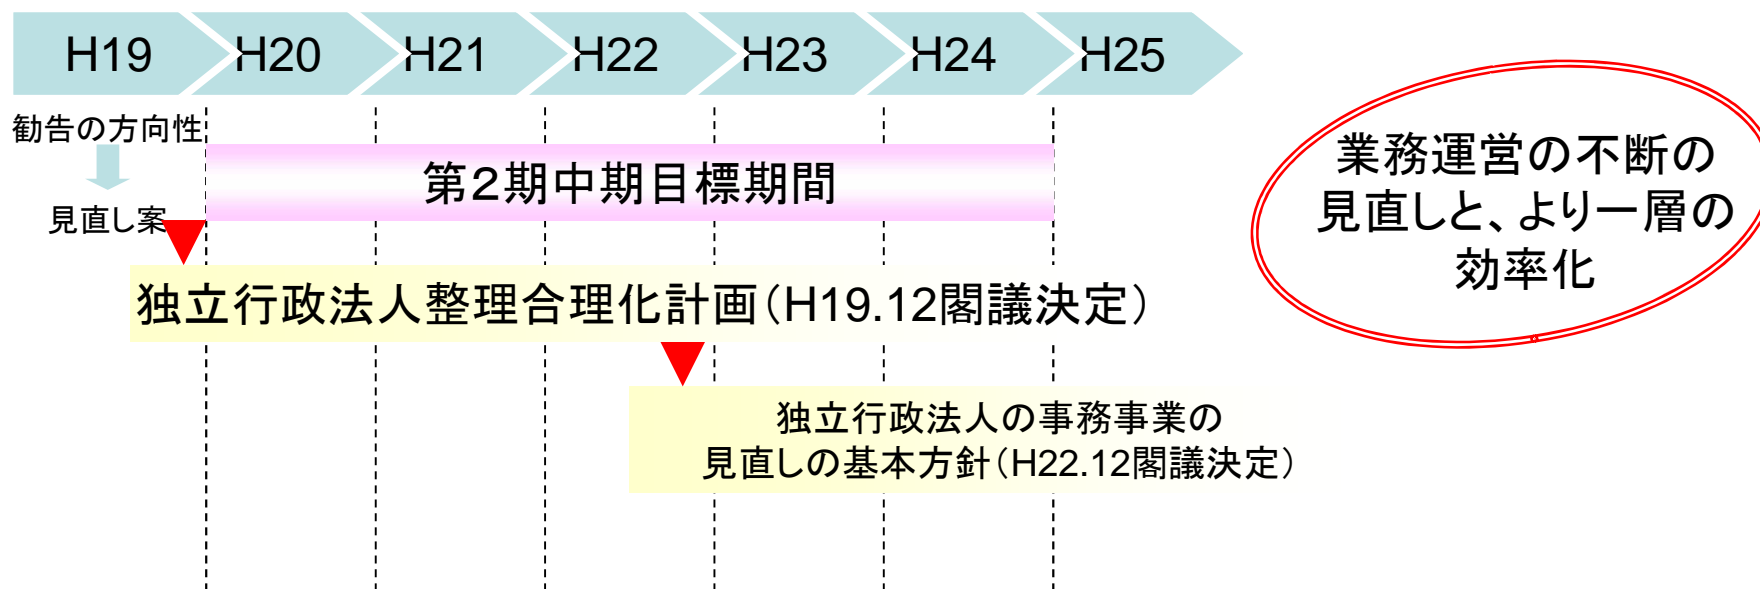 H19 H20 H21 H22 H23 H24 H25
勧告の方向性
見直し案
第２期中期目標期間
独立行政法人整理合理化計画（H19.12閣議決定）
独立行政法人の事務事業の
見直しの基本方針（H22.12閣議決定）
業務運営の不断の
見直しと、より一層の
効率化